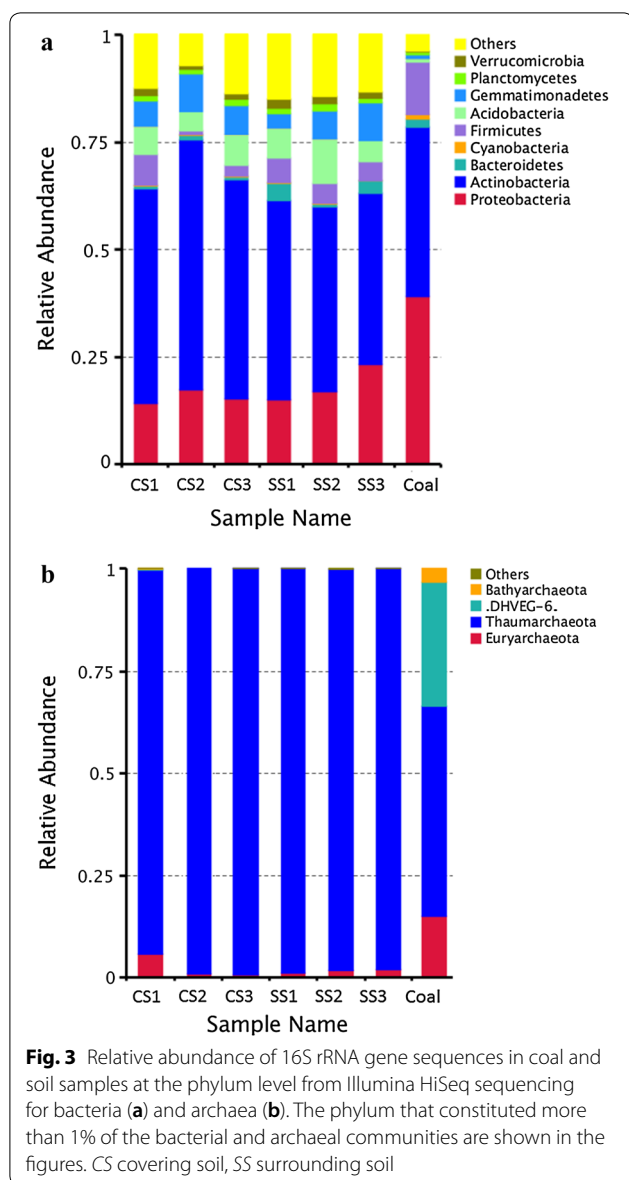 a
1
0.75
0.5
0.25
0
Relative Abundance
CS1 CS2 CS3 SS1 SS2 SS3 Coal
Sample Name
Others
Verrucomicrobia
Planctomycetes
Gemmatimonadetes
Acidobacteria
Firmicutes
Cyanobacteria
Bacteroidetes
Actinobacteria
Proteobacteria
b
1
0.75
0.5
0.25
0
Relative Abundance
CS1 CS2 CS3 SS1 SS2 SS3 Coal
Sample Name
Others
Bathyarchaeota
.DHVEG-6.
Thaumarchaeota
Euryarchaeota
Fig. 3 Relative abundance of 16S rRNA gene sequences in coal and
soil samples at the phylum level from Illumina HiSeq sequencing
for bacteria (a) and archaea (b). The phylum that constituted more
than 1% of the bacterial and archaeal communities are shown in the
figures. CS covering soil, SS surrounding soil